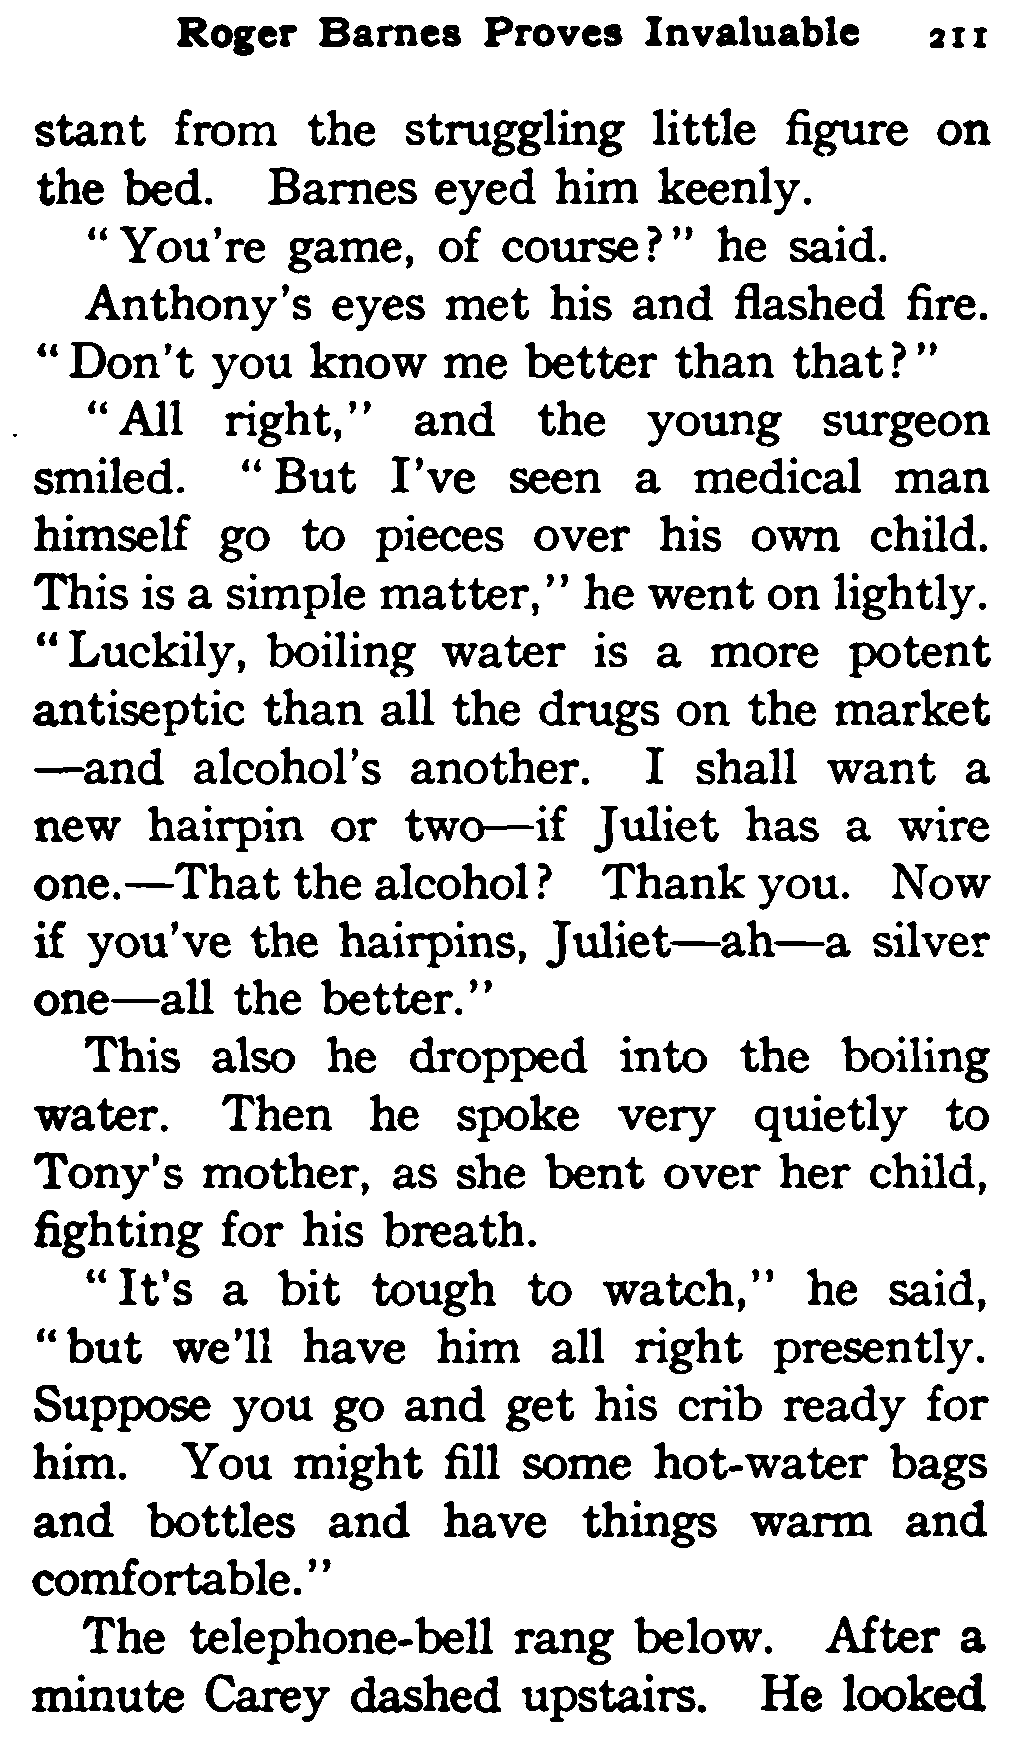 Roger Barnes Proves Invaluable 211
stant from the struggling little figure on
the bed. Barnes eyed him keenly.
"You're game, of course?" he said.
Anthony's eyes met his and flashed fire.
"Don't you know me better than that?"
"All right," and the young surgeon
smiled. "But I've seen a medical man
himself go to pieces over his own child.
This is a simple matter," he went on lightly.
"Luckily, boiling water is a more potent
antiseptic than all the drugs on the market
—and alcohol's another. I shall want a
new hairpin or two—if Juliet has a wire
one.—That the alcohol? Thank you. Now
if you've the hairpins, Juliet—ah—a silver
one—all the better."
This also he dropped into the boiling
water. Then he spoke very quietly to
Tony's mother, as she bent over her child,
fighting for his breath.
"It's a bit tough to watch," he said,
"but we'll have him all right presently.
Suppose you go and get his crib ready for
him. You might fill some hot-water bags
and bottles and have things warm and
comfortable."
The telephone-bell rang below. After a
minute Carey dashed upstairs. He looked